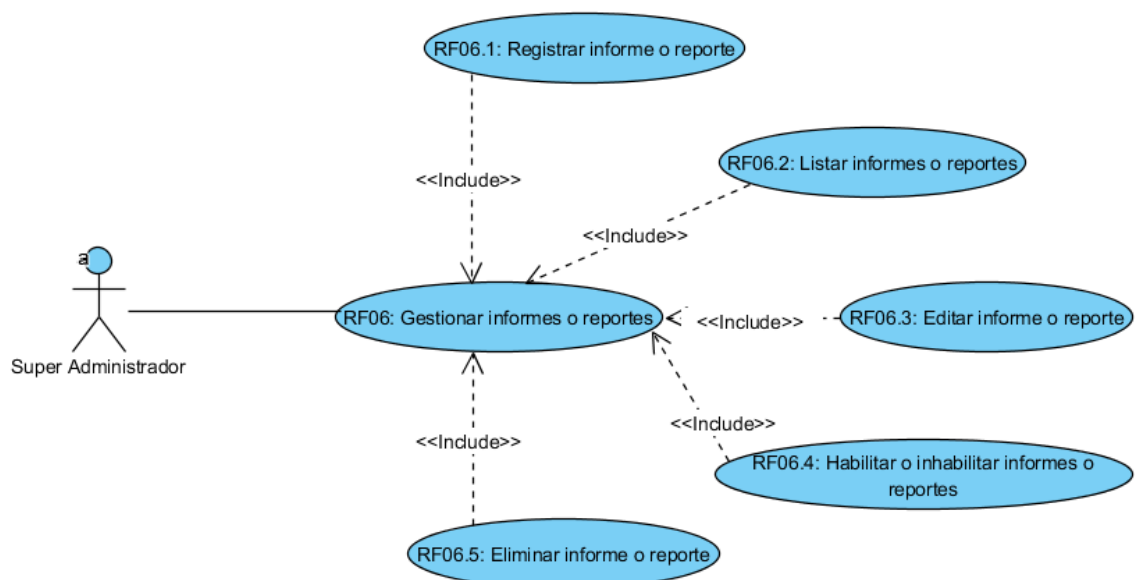 RF06.1: Registrar informe o reporte
RF06.2: Listar informes o reportes
<<Include>>
<<Include>>
a
RF06: Gestionar informes o reportes
<<Include>>
RF06.3: Editar informe o reporte
Super Administrador
<<Include>>
<<Include>>
RF06.4: Habilitar o inhabilitar informes o
reportes
RF06.5: Eliminar informe o reporte